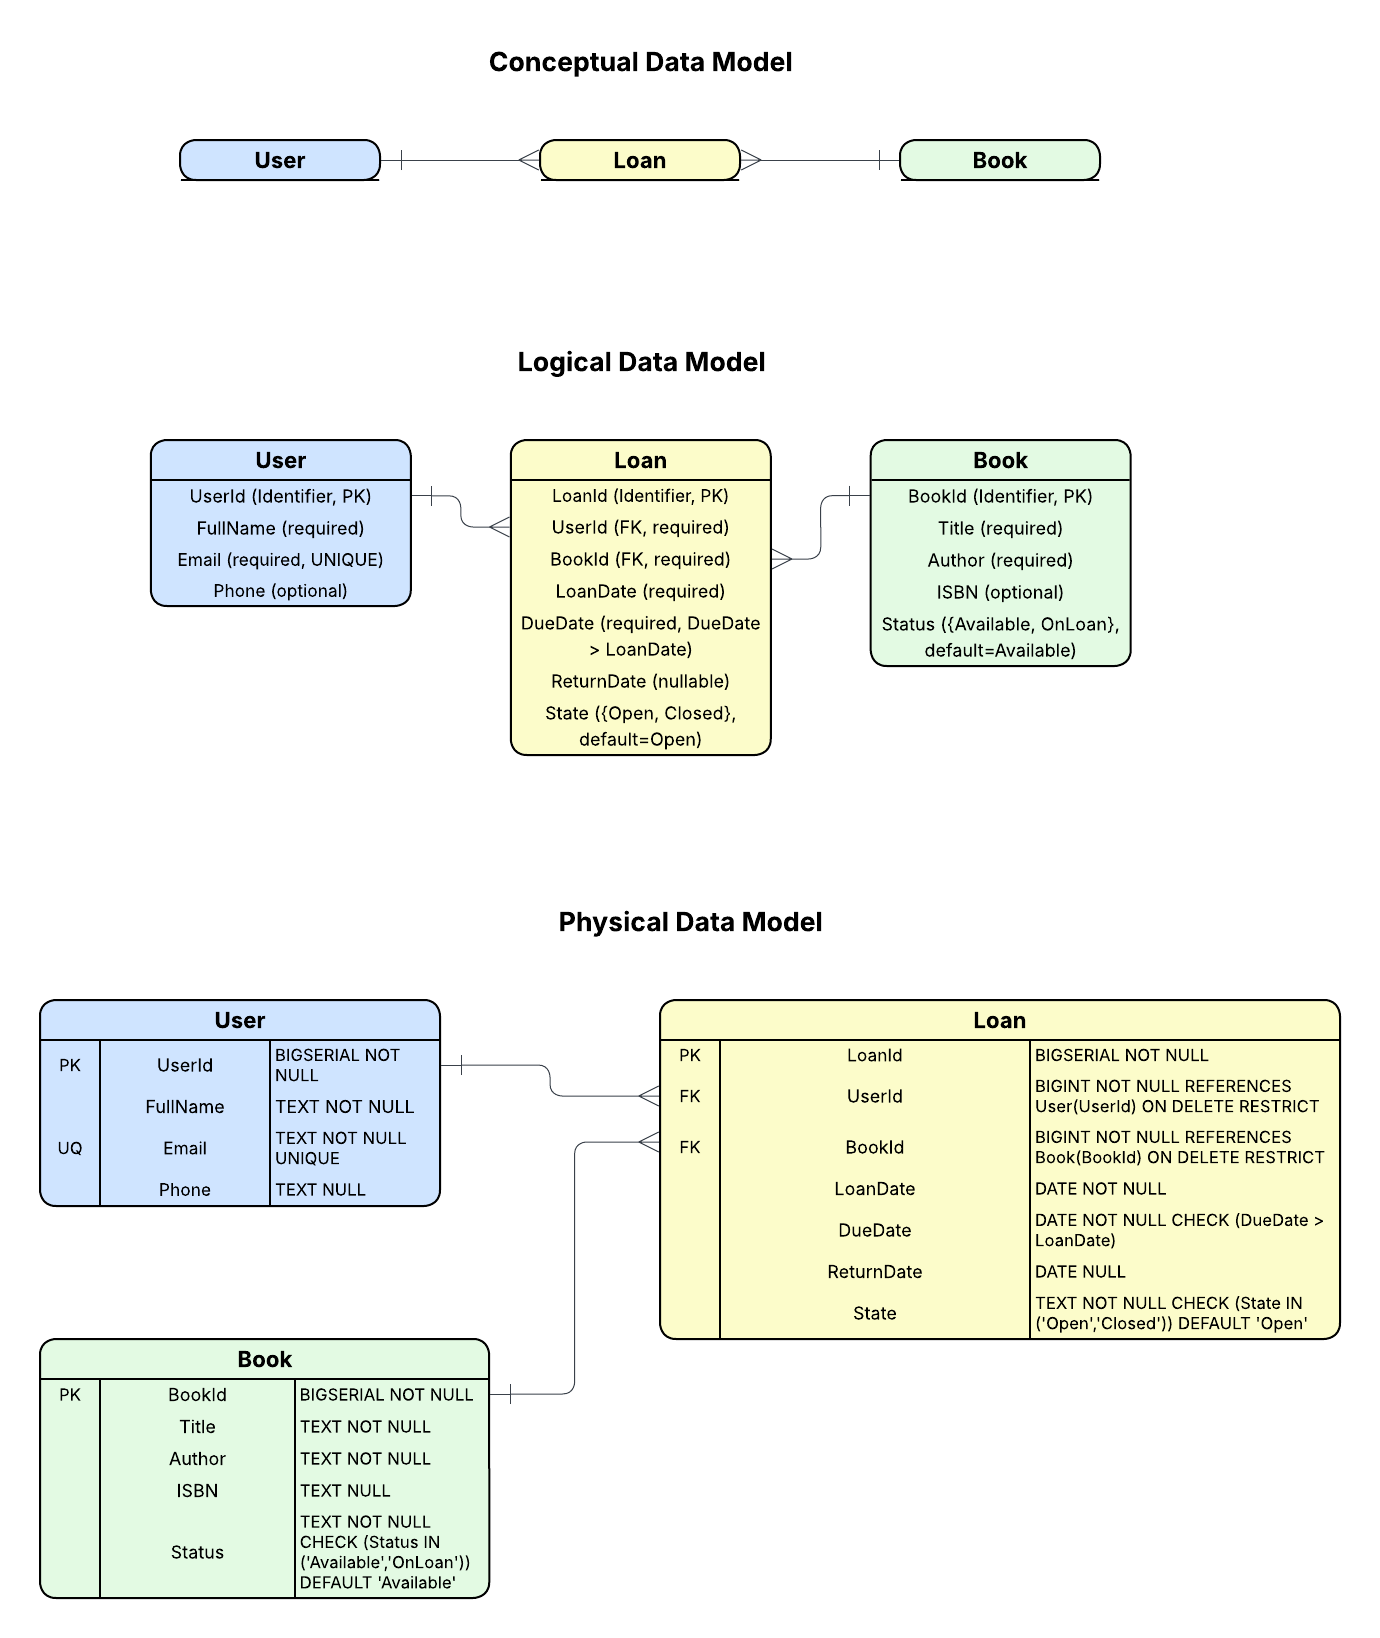 Conceptual Data Model
User
Loan
Book
Logical Data Model
User
UserId (Identifier, PK)
FullName (required)
Email (required, UNIQUE)
Phone (optional)
Loan
LoanId (Identifier, PK)
UserId (FK, required)
BookId (FK, required)
LoanDate (required)
DueDate (required, DueDate
> LoanDate)
ReturnDate (nullable)
State ({Open, Closed},
default=Open)
Book
BookId (Identifier, PK)
Title (required)
Author (required)
ISBN (optional)
Status ({Available, OnLoan},
default=Available)
Physical Data Model
User
PK
UserId
BIGSERIAL NOT
NULL
FullName
TEXT NOT NULL
UQ
Email
TEXT NOT NULL
UNIQUE
Phone
TEXT NULL
Loan
PK
LoanId
BIGSERIAL NOT NULL
FK
UserId
BIGINT NOT NULL REFERENCES
User(UserId) ON DELETE RESTRICT
FK
BookId
BIGINT NOT NULL REFERENCES
Book(BookId) ON DELETE RESTRICT
LoanDate
DATE NOT NULL
DueDate
DATE NOT NULL CHECK (DueDate >
LoanDate)
ReturnDate
DATE NULL
State
TEXT NOT NULL CHECK (State IN
('Open','Closed')) DEFAULT 'Open'
Book
PK
BookId
BIGSERIAL NOT NULL
Title
TEXT NOT NULL
Author
TEXT NOT NULL
ISBN
TEXT NULL
Status
TEXT NOT NULL
CHECK (Status IN
('Available','OnLoan'))
DEFAULT 'Available'